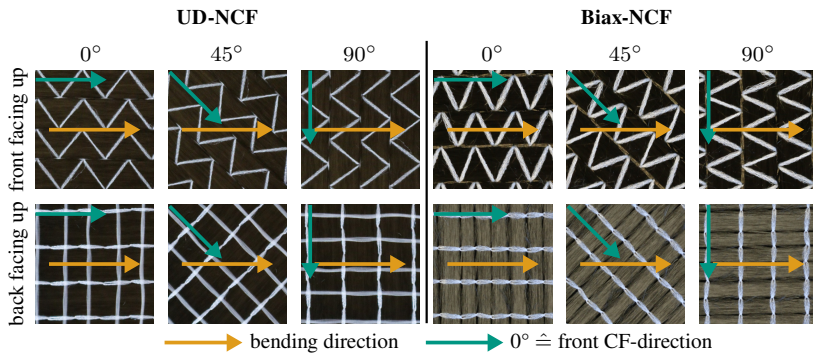 UD-NCF Biax-NCF
0° 45° 90° 0° 45° 90°
front facing up
back facing up
bending direction 0° ≙ front CF-direction